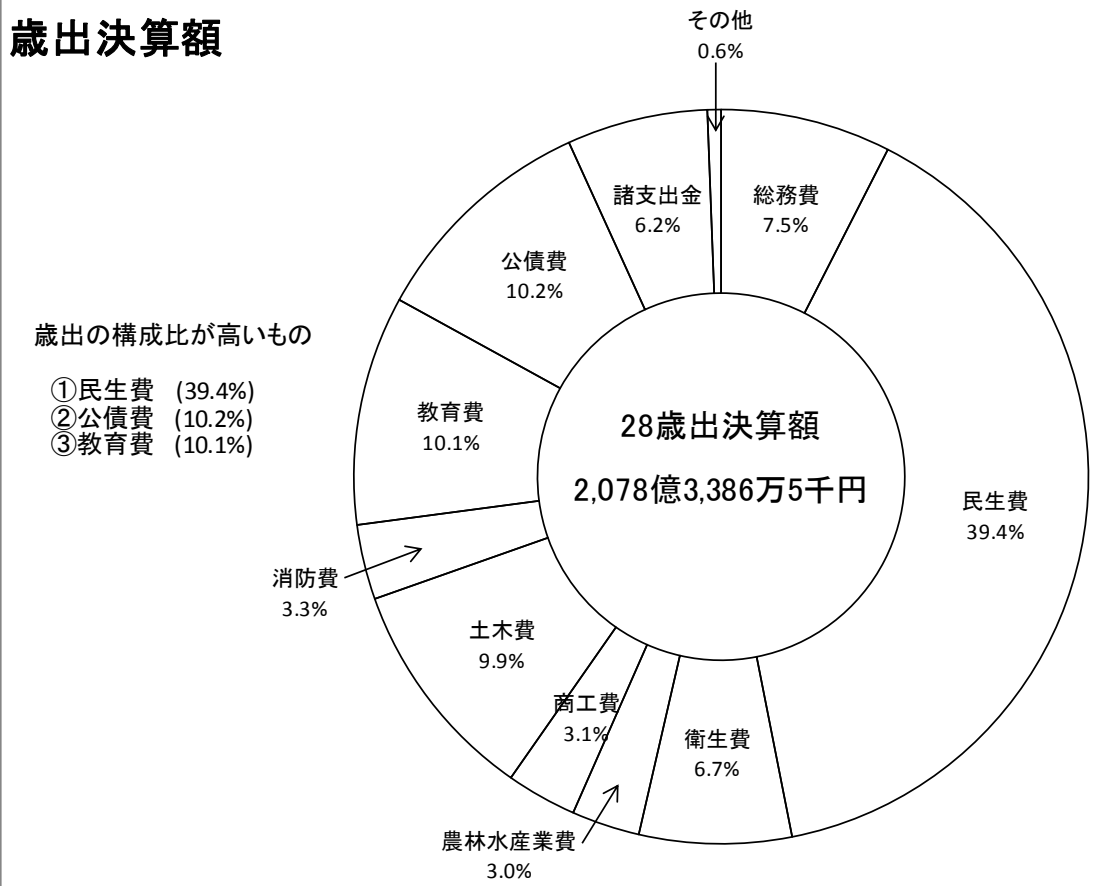 歳出決算額
その他
0.6%
総務費
7.5%
諸支出金
6.2%
公債費
10.2%
歳出の構成比が高いもの
①民生費 (39.4%)
②公債費 (10.2%)
③教育費 (10.1%)
教育費
10.1%
28歳出決算額
2,078億3,386万5千円
民生費
39.4%
消防費
3.3%
土木費
9.9%
商工費
3.1%
衛生費
6.7%
農林水産業費
3.0%